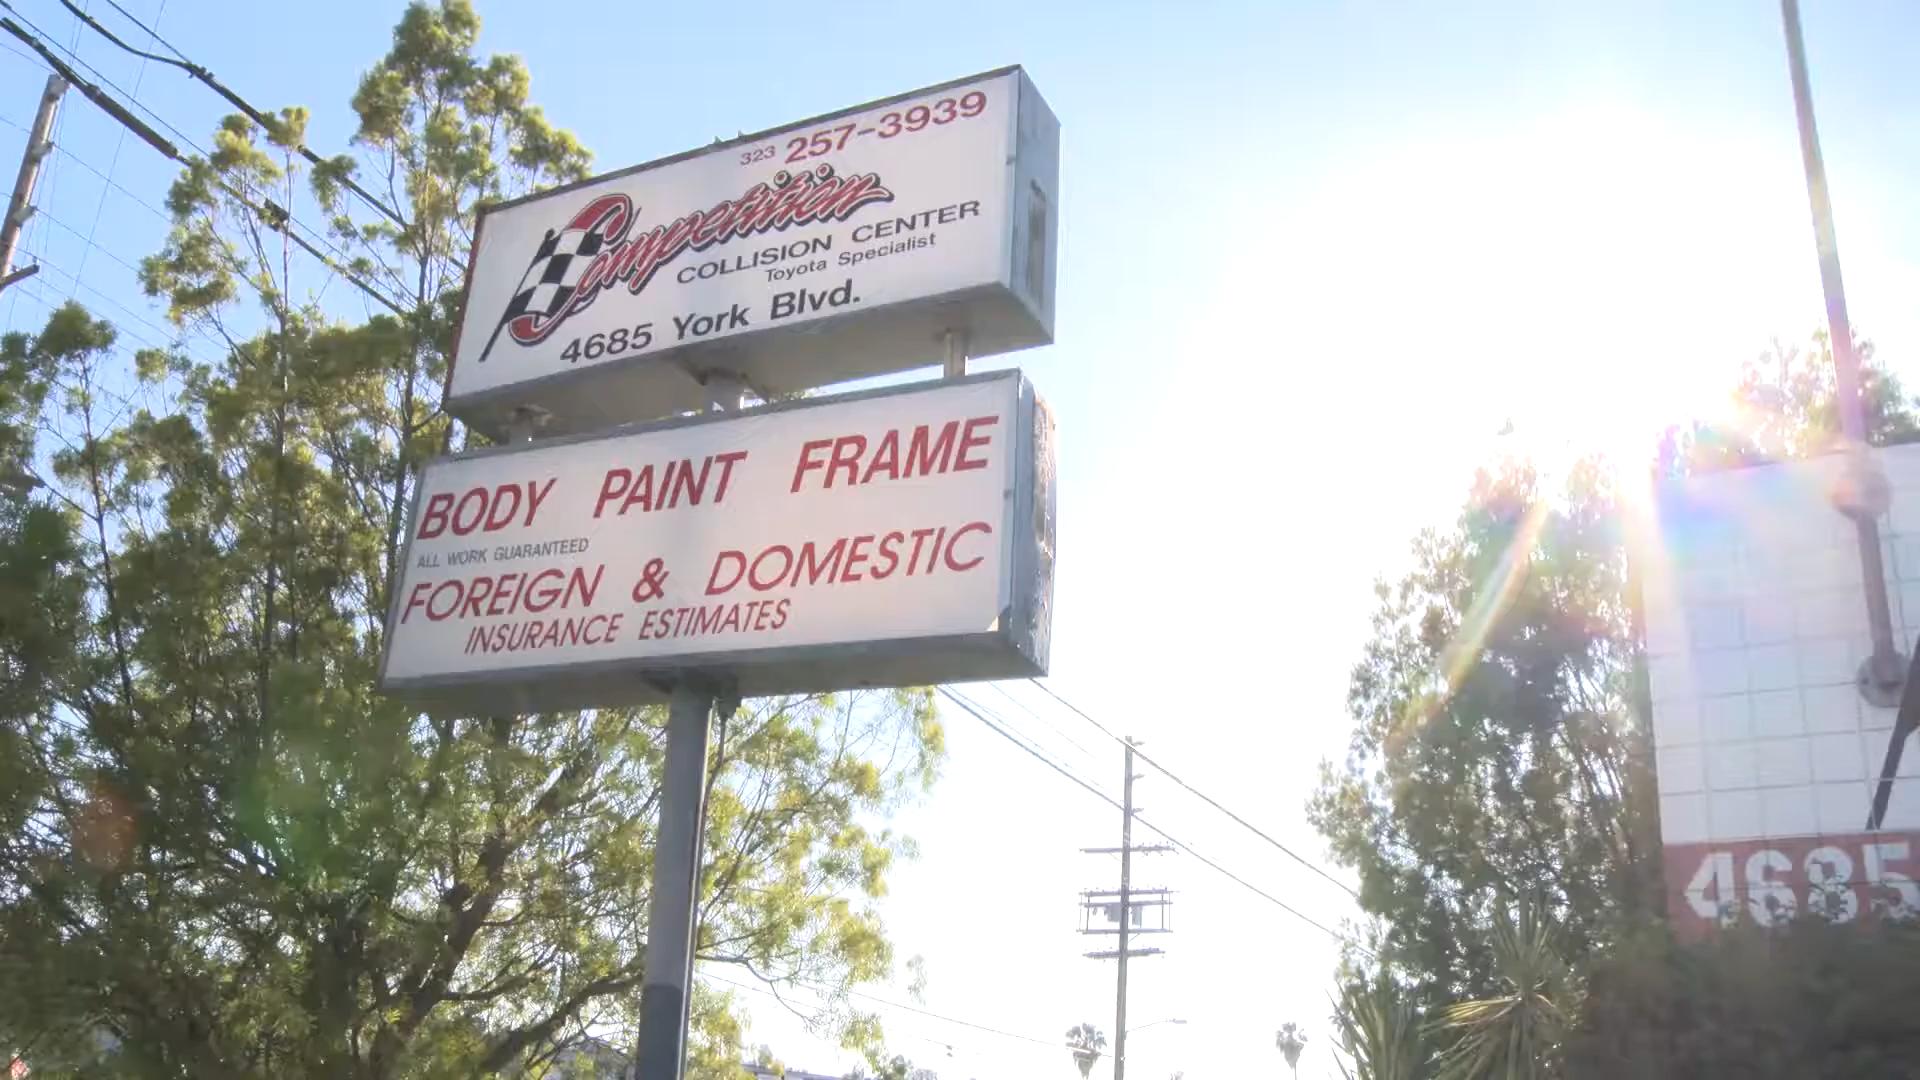 323 257-3939
Competition
COLLISION CENTER
Toyota Specialist
4685 York Blvd.
BODY PAINT FRAME
ALL WORK GUARANTEED
FOREIGN & DOMESTIC
INSURANCE ESTIMATES
4685